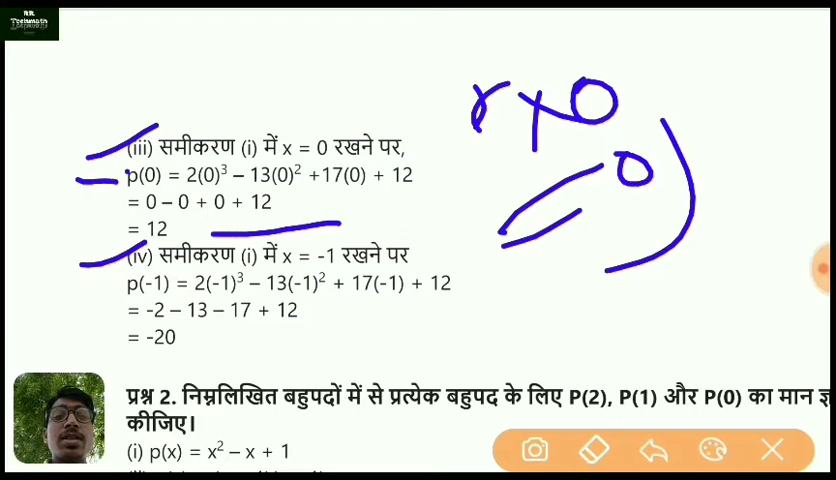 RR
Techmath
(iii) समीकरण (i) में x = 0 रखने पर,
p(0) = 2(0)³ – 13(0)² +17(0) + 12
= 0 – 0 + 0 + 12
= 12
(iv) समीकरण (i) में x = -1 रखने पर
p(-1) = 2(-1)³ – 13(-1)² + 17(-1) + 12
= -2 – 13 – 17 + 12
= -20
प्रश्न 2. निम्नलिखित बहुपदों में से प्रत्येक बहुपद के लिए P(2), P(1) और P(0) का मान
कीजिए।
(i) p(x) = x² – x + 1